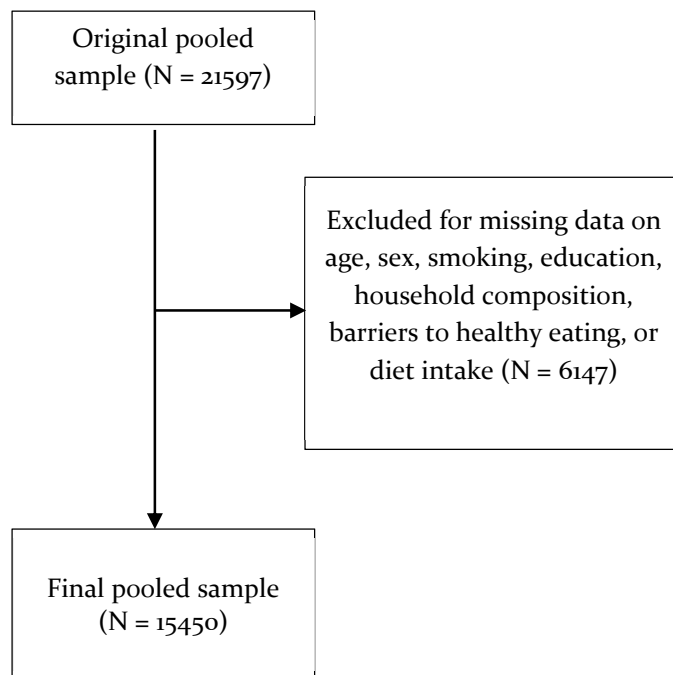 Original pooled
sample (N = 21597)
Excluded for missing data on
age, sex, smoking, education,
household composition,
barriers to healthy eating, or
diet intake (N = 6147)
Final pooled sample
(N = 15450)